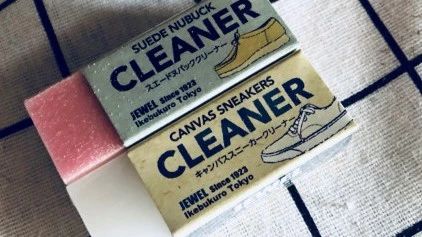 SUEDE NUBUCK
CLEANER
スエードヌバッククリーナー
JEWEL Since 1923
Ikebukuro Tokyo
CANVAS SNEAKERS
CLEANER
キャンバススニーカークリーナー
JEWEL Since 1923
Ikebukuro Tokyo